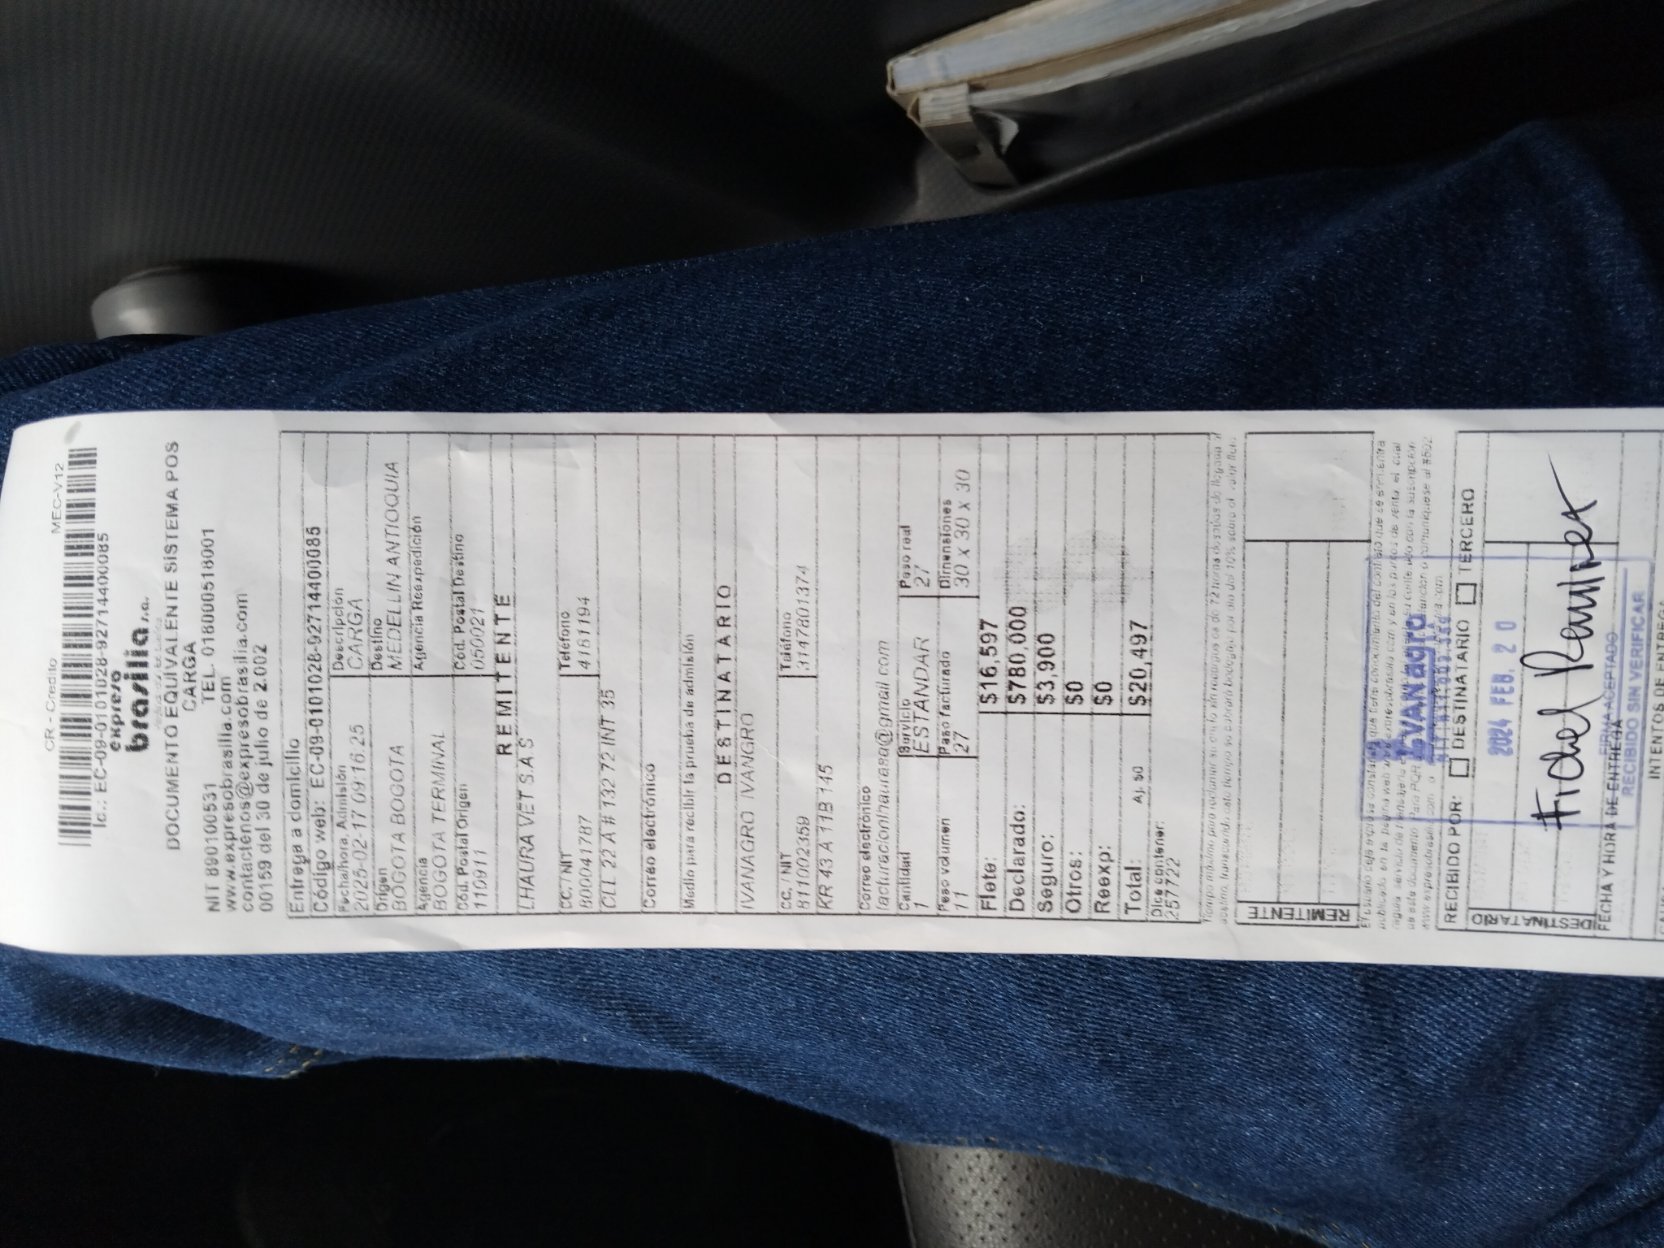 CR - Credito MEC-V12
EC-09-0101028-92714400085
expreso
brasilia s.a.
DOCUMENTO EQUIVALENTE SISTEMA POS
CARGA
NIT 890100531 TEL. 018000518001
www.expresobrasilia.com
contactenos@expresobrasilia.com
00159 del 30 de julio de 2.002
Entrega a domicilio
Código web: EC-09-0101028-92714400085
Fecha/hora Admisión Descripción
2025-02-17 09:16:25 CARGA
Origen Destino
BOGOTA BOGOTA MEDELLIN ANTIOQUIA
Agencia Agencia Reexpedición
BOGOTA TERMINAL
Cód. Postal Origen Cód. Postal Destino
110911 050021
REMITENTE
LHAURA VET S.A.S
CC. / NIT Teléfono
800041787 4151194
CLL 22 A # 132 72 INT 35
Correo electrónico
Medio para recibir la prueba de admisión
DESTINATARIO
IVANAGRO IVANGRO
CC. / NIT Teléfono
811002359 3147801374
KR 43 A 11B 145
Correo electrónico
facturacionlhaurasa@gmail.com
Cantidad Servicio Peso real
1 ESTANDAR 27
Peso volumen Peso facturado Dimensiones
11 27 30 x 30 x 30
Flete: $16,597
Declarado: $780,000
Seguro: $3,900
Otros: $0
Reexp: $0
Total: Aj. $0 $20,497
Dice contener:
257722
REMITENTE
IVANagro
RECIBIDO POR: DESTINATARIO TERCERO
2024 FEB. 20
Fidel Ramirez
DESTINATARIO
FIRMA ACEPTADO
FECHA Y HORA DE ENTREGA
RECIBIDO SIN VERIFICAR
INTENTOS DE ENTREGA